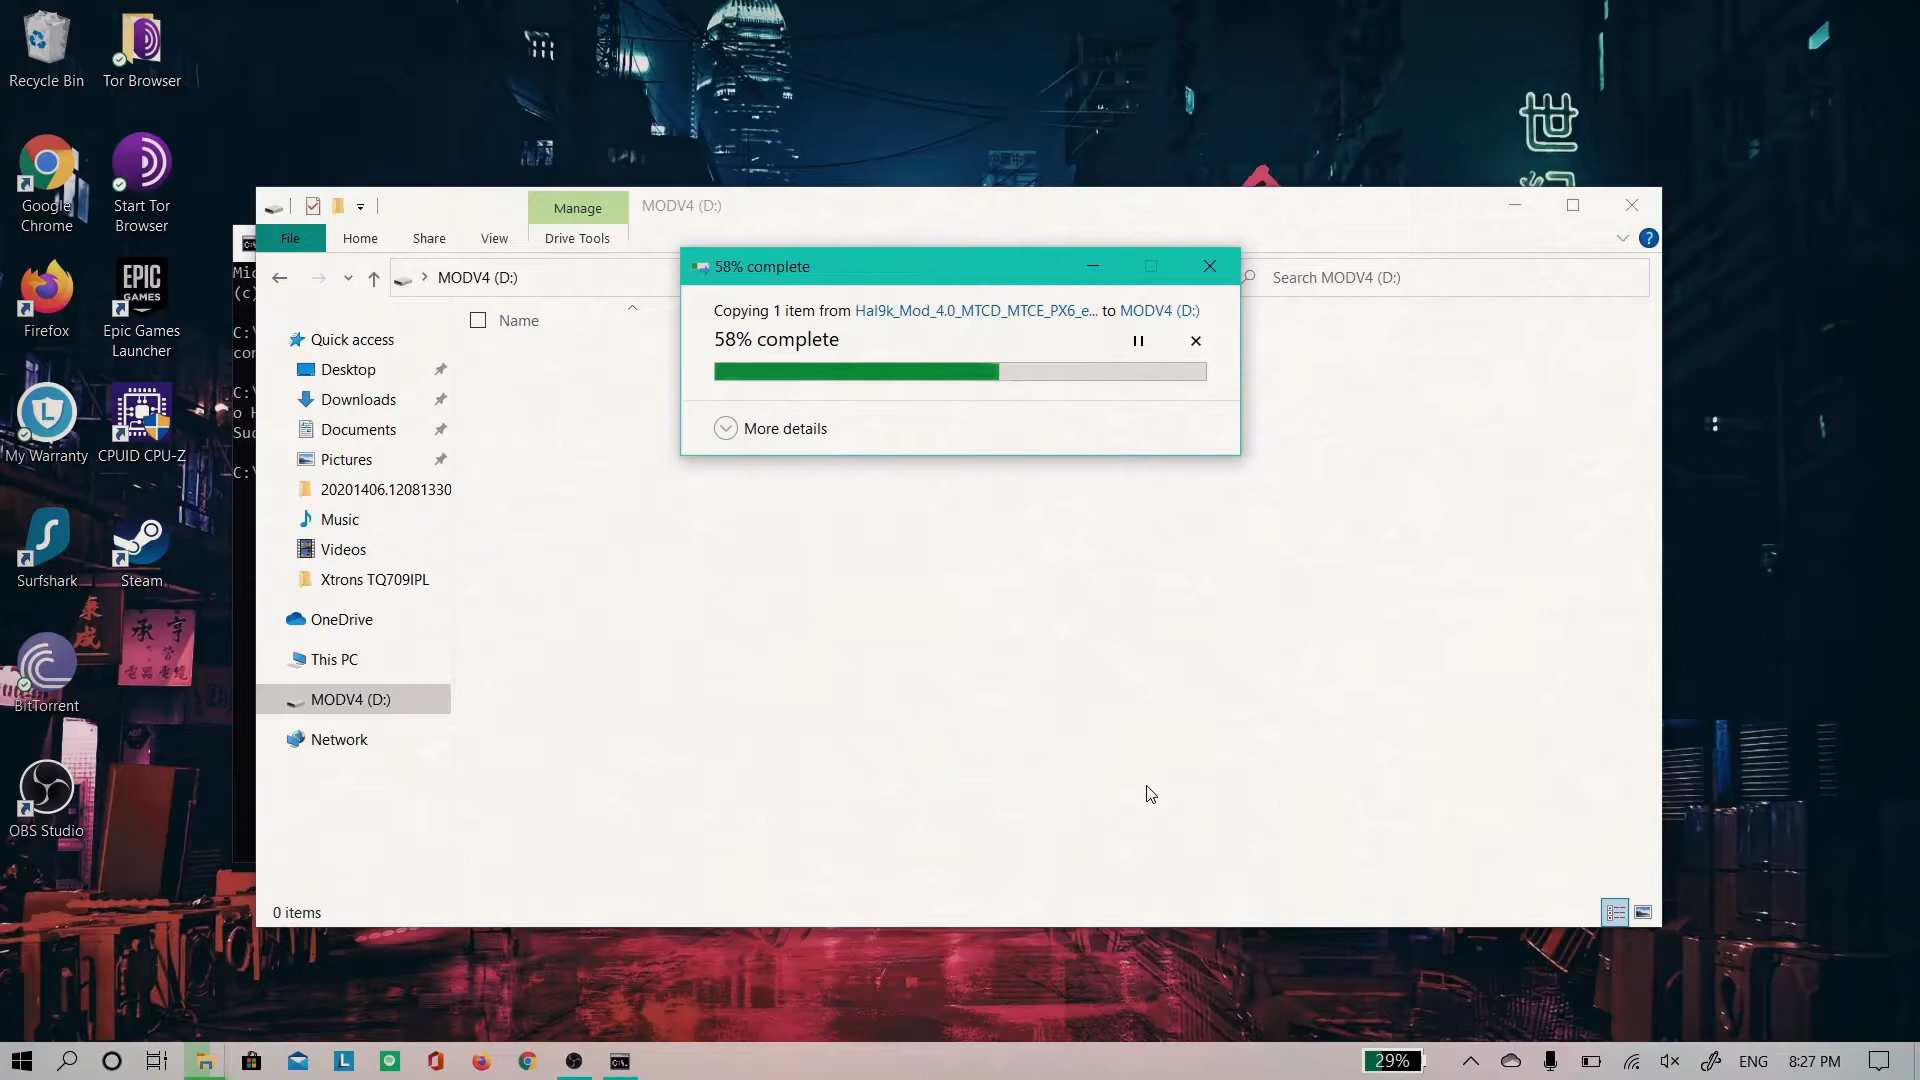 Recycle Bin
Tor Browser
Google Chrome
Start Tor Browser
Firefox
EPIC GAMES
Epic Games Launcher
My Warranty
CPUID CPU-Z
Surfshark
Steam
BitTorrent
OBS Studio
世
Manage
MODV4 (D:)
File
Home
Share
View
Drive Tools
MODV4 (D:)
Search MODV4 (D:)
Name
Quick access
Desktop
Downloads
Documents
Pictures
20201406.12081330
Music
Videos
Xtrons TQ709IPL
OneDrive
This PC
MODV4 (D:)
Network
0 items
58% complete
Copying 1 item from Hal9k_Mod_4.0_MTCD_MTCE_PX6_e... to MODV4 (D:)
58% complete
More details
29%
ENG
8:27 PM